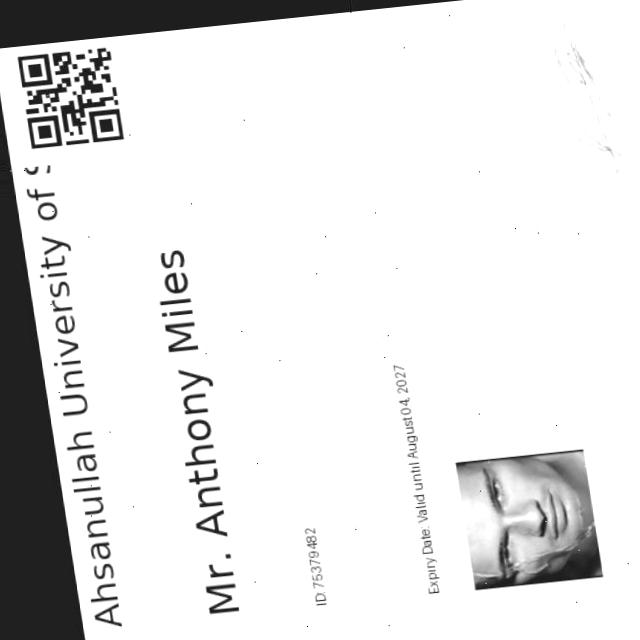 Ahsanullah University of
Mr. Anthony Miles
ID:75379482
Expiry Date: Valid until August 04, 2027